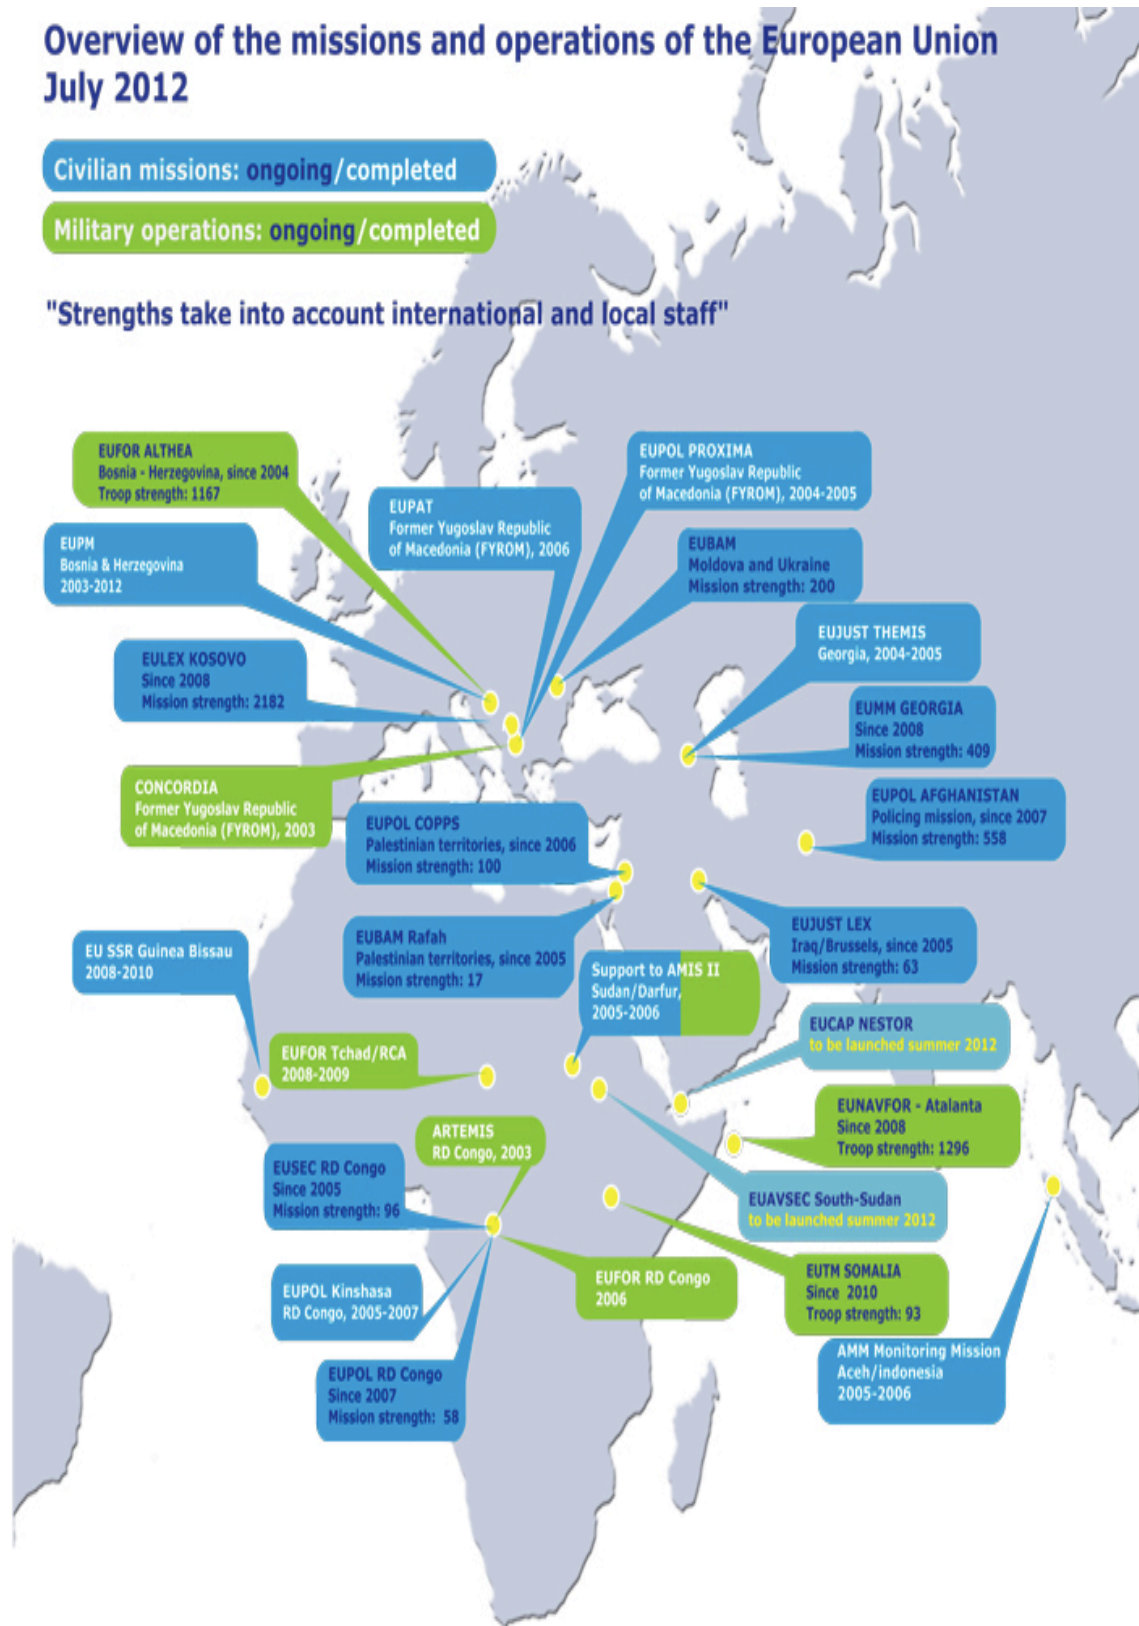 Overview of the missions and operations of the European Union
July 2012
Civilian missions: ongoing/completed
Military operations: ongoing/completed
"Strengths take into account international and local staff"
EUFOR ALTHEA
Bosnia - Herzegovina, since 2004
Troop strength: 1167
EUPOL PROXIMA
Former Yugoslav Republic
of Macedonia (FYROM), 2004-2005
EUPAT
Former Yugoslav Republic
of Macedonia (FYROM), 2006
EUPM
Bosnia & Herzegovina
2003-2012
EUBAM
Moldova and Ukraine
Mission strength: 200
EUJUST THEMIS
Georgia, 2004-2005
EULEX KOSOVO
Since 2008
Mission strength: 2182
EUMM GEORGIA
Since 2008
Mission strength: 409
CONCORDIA
Former Yugoslav Republic
of Macedonia (FYROM), 2003
EUPOL AFGHANISTAN
Policing mission, since 2007
Mission strength: 558
EUPOL COPPS
Palestinian territories, since 2006
Mission strength: 100
EUBAM Rafah
Palestinian territories, since 2005
Mission strength: 17
EUJUST LEX
Iraq/Brussels, since 2005
Mission strength: 63
EU SSR Guinea Bissau
2008-2010
Support to AMIS II
Sudan/Darfur,
2005-2006
EUCAP NESTOR
to be launched summer 2012
EUFOR Tchad/RCA
2008-2009
EUNAVFOR - Atalanta
Since 2008
Troop strength: 1296
ARTEMIS
RD Congo, 2003
EUSEC RD Congo
Since 2005
Mission strength: 96
EUAVSEC South-Sudan
to be launched summer 2012
EUPOL Kinshasa
RD Congo, 2005-2007
EUFOR RD Congo
2006
EUTM SOMALIA
Since 2010
Troop strength: 93
EUPOL RD Congo
Since 2007
Mission strength: 58
AMM Monitoring Mission
Aceh/indonesia
2005-2006